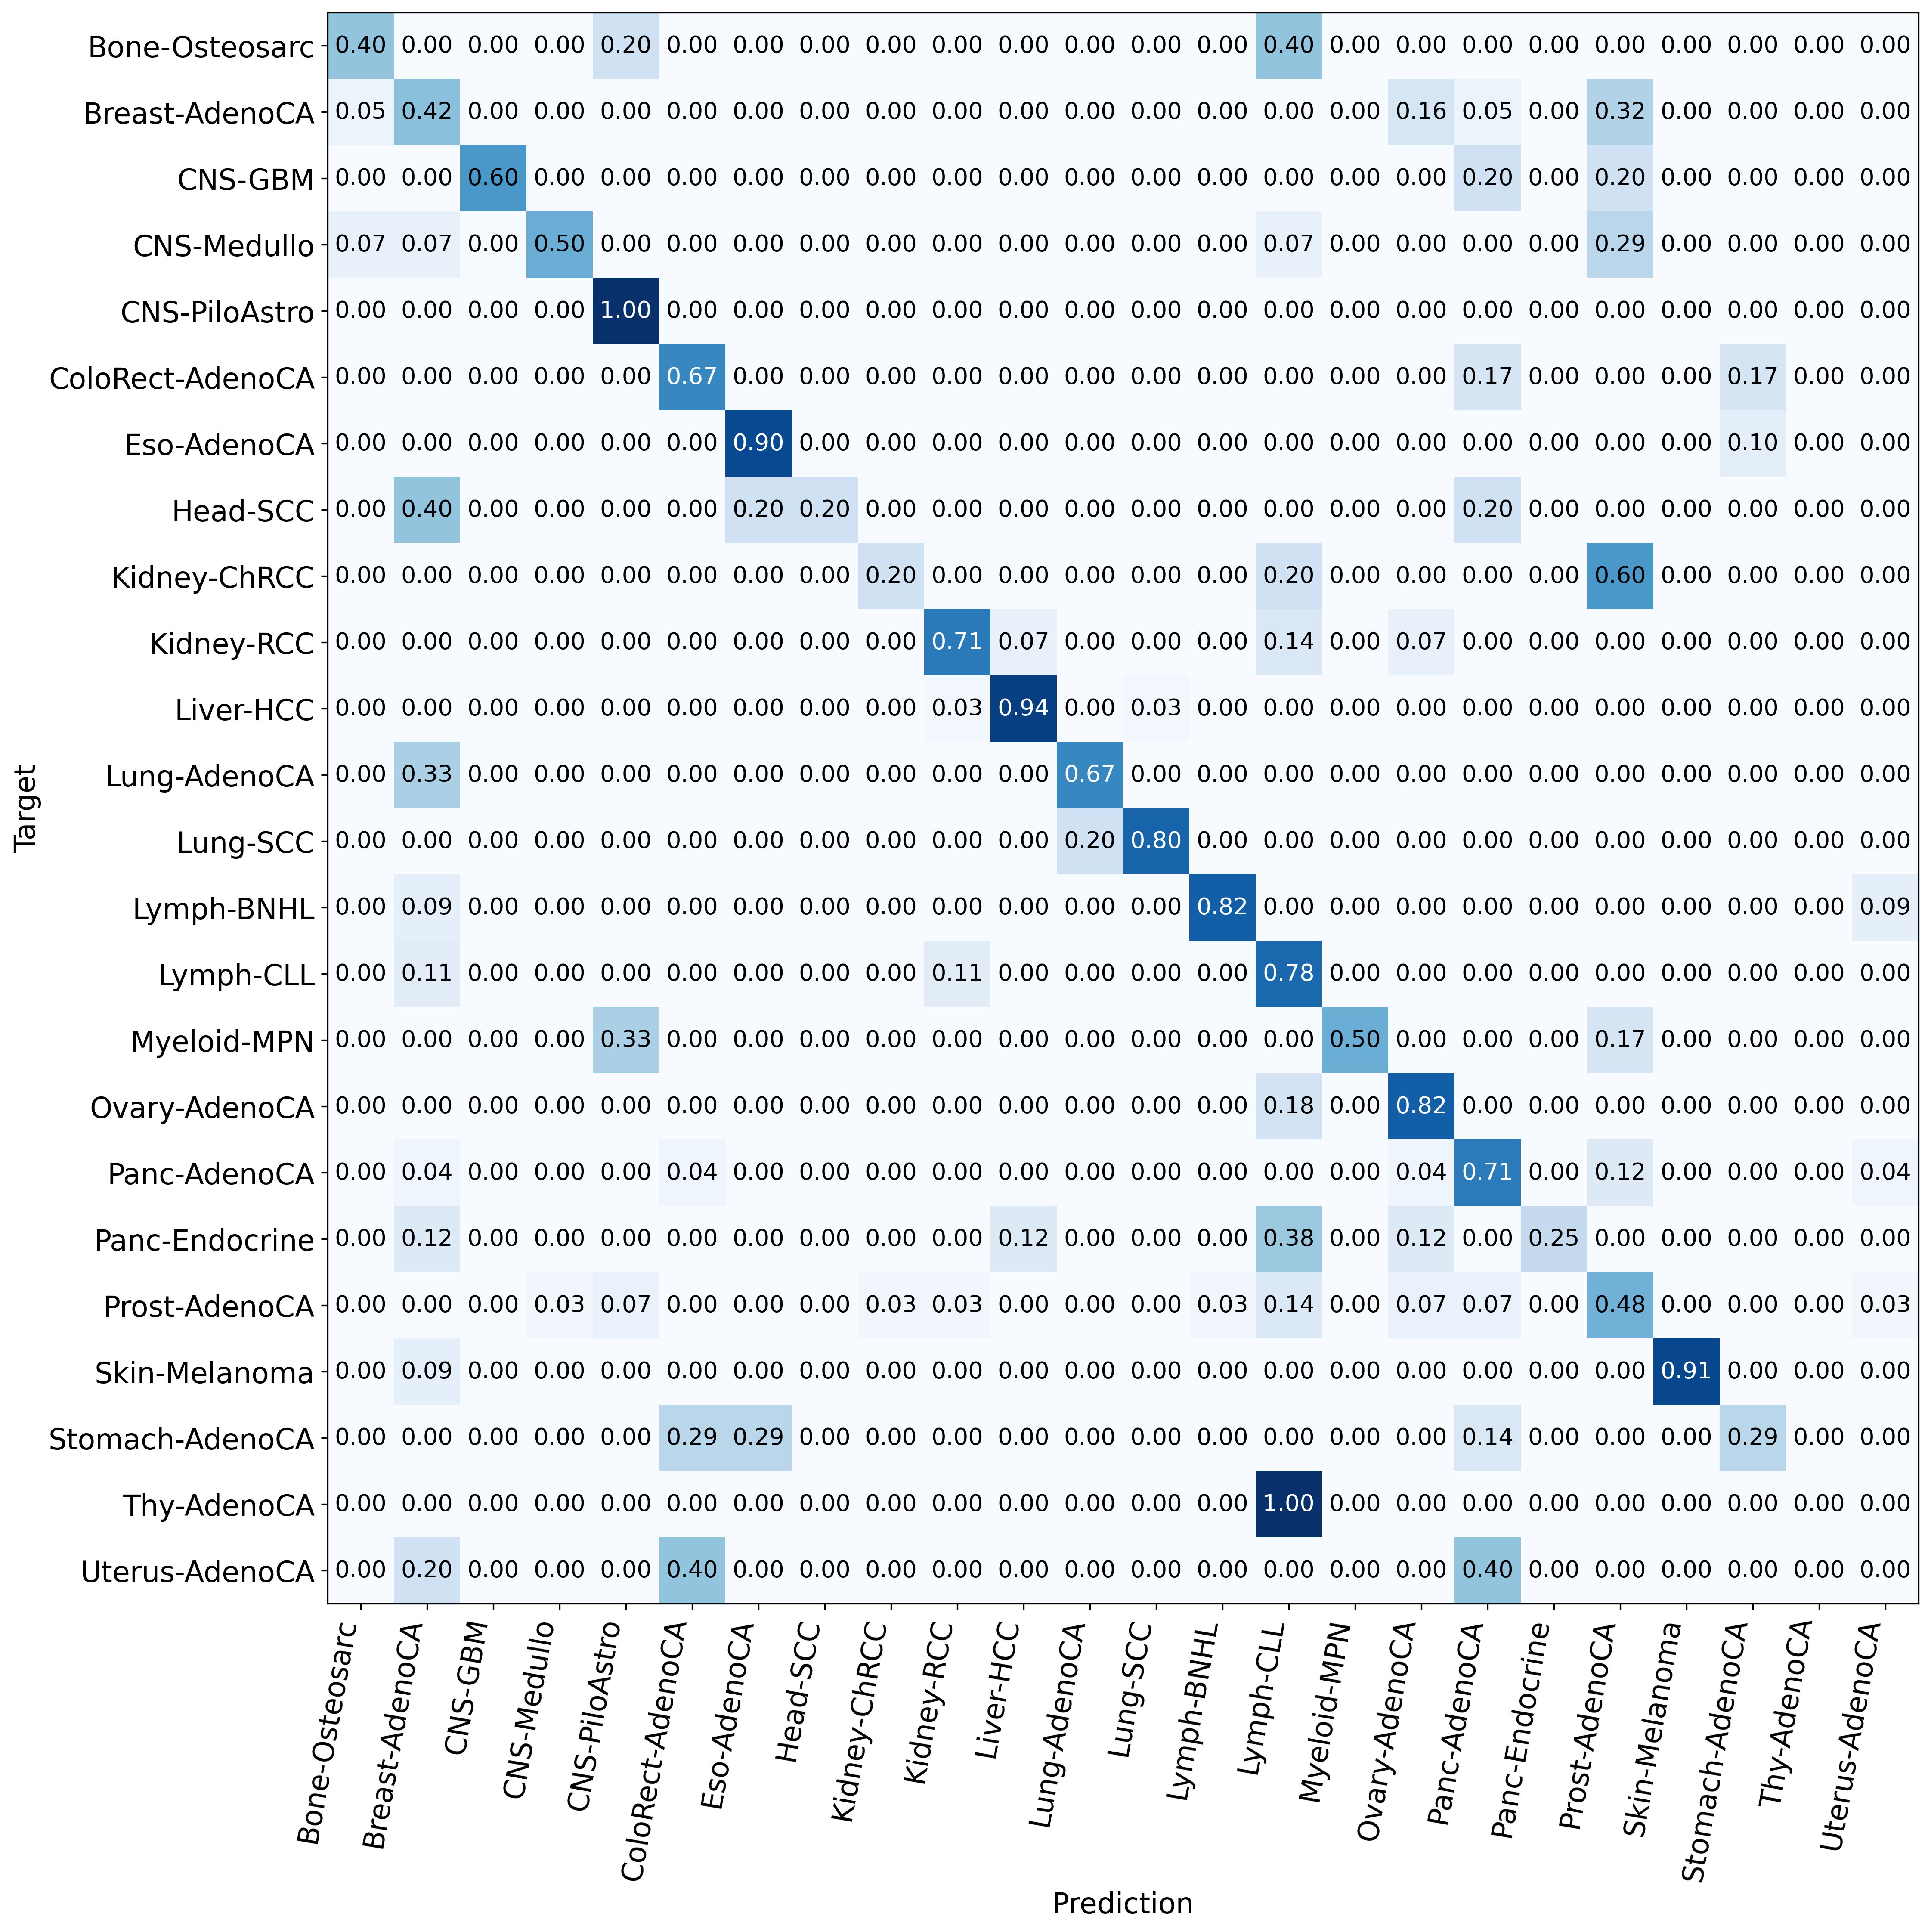 Bone-Osteosarc 0.40 0.00 0.00 0.00 0.20 0.00 0.00 0.00 0.00 0.00 0.00 0.00 0.00 0.00 0.40 0.00 0.00 0.00 0.00 0.00 0.00 0.00 0.00 0.00
Breast-AdenoCA 0.05 0.42 0.00 0.00 0.00 0.00 0.00 0.00 0.00 0.00 0.00 0.00 0.00 0.00 0.00 0.00 0.16 0.05 0.00 0.32 0.00 0.00 0.00 0.00
CNS-GBM 0.00 0.00 0.60 0.00 0.00 0.00 0.00 0.00 0.00 0.00 0.00 0.00 0.00 0.00 0.00 0.00 0.00 0.20 0.00 0.20 0.00 0.00 0.00 0.00
CNS-Medullo 0.07 0.07 0.00 0.50 0.00 0.00 0.00 0.00 0.00 0.00 0.00 0.00 0.00 0.00 0.07 0.00 0.00 0.00 0.00 0.29 0.00 0.00 0.00 0.00
CNS-PiloAstro 0.00 0.00 0.00 0.00 1.00 0.00 0.00 0.00 0.00 0.00 0.00 0.00 0.00 0.00 0.00 0.00 0.00 0.00 0.00 0.00 0.00 0.00 0.00 0.00
ColoRect-AdenoCA 0.00 0.00 0.00 0.00 0.00 0.67 0.00 0.00 0.00 0.00 0.00 0.00 0.00 0.00 0.00 0.00 0.00 0.17 0.00 0.00 0.00 0.17 0.00 0.00
Eso-AdenoCA 0.00 0.00 0.00 0.00 0.00 0.00 0.90 0.00 0.00 0.00 0.00 0.00 0.00 0.00 0.00 0.00 0.00 0.00 0.00 0.00 0.00 0.10 0.00 0.00
Head-SCC 0.00 0.40 0.00 0.00 0.00 0.00 0.20 0.20 0.00 0.00 0.00 0.00 0.00 0.00 0.00 0.00 0.00 0.20 0.00 0.00 0.00 0.00 0.00 0.00
Kidney-ChRCC 0.00 0.00 0.00 0.00 0.00 0.00 0.00 0.00 0.20 0.00 0.00 0.00 0.00 0.00 0.20 0.00 0.00 0.00 0.00 0.60 0.00 0.00 0.00 0.00
Kidney-RCC 0.00 0.00 0.00 0.00 0.00 0.00 0.00 0.00 0.00 0.71 0.07 0.00 0.00 0.00 0.14 0.00 0.07 0.00 0.00 0.00 0.00 0.00 0.00 0.00
Liver-HCC 0.00 0.00 0.00 0.00 0.00 0.00 0.00 0.00 0.00 0.03 0.94 0.00 0.03 0.00 0.00 0.00 0.00 0.00 0.00 0.00 0.00 0.00 0.00 0.00
Lung-AdenoCA 0.00 0.33 0.00 0.00 0.00 0.00 0.00 0.00 0.00 0.00 0.00 0.67 0.00 0.00 0.00 0.00 0.00 0.00 0.00 0.00 0.00 0.00 0.00 0.00
Lung-SCC 0.00 0.00 0.00 0.00 0.00 0.00 0.00 0.00 0.00 0.00 0.00 0.20 0.80 0.00 0.00 0.00 0.00 0.00 0.00 0.00 0.00 0.00 0.00 0.00
Lymph-BNHL 0.00 0.09 0.00 0.00 0.00 0.00 0.00 0.00 0.00 0.00 0.00 0.00 0.00 0.82 0.00 0.00 0.00 0.00 0.00 0.00 0.00 0.00 0.00 0.09
Lymph-CLL 0.00 0.11 0.00 0.00 0.00 0.00 0.00 0.00 0.00 0.11 0.00 0.00 0.00 0.00 0.78 0.00 0.00 0.00 0.00 0.00 0.00 0.00 0.00 0.00
Myeloid-MPN 0.00 0.00 0.00 0.00 0.33 0.00 0.00 0.00 0.00 0.00 0.00 0.00 0.00 0.00 0.00 0.50 0.00 0.00 0.00 0.17 0.00 0.00 0.00 0.00
Ovary-AdenoCA 0.00 0.00 0.00 0.00 0.00 0.00 0.00 0.00 0.00 0.00 0.00 0.00 0.00 0.00 0.18 0.00 0.82 0.00 0.00 0.00 0.00 0.00 0.00 0.00
Panc-AdenoCA 0.00 0.04 0.00 0.00 0.00 0.04 0.00 0.00 0.00 0.00 0.00 0.00 0.00 0.00 0.00 0.00 0.04 0.71 0.00 0.12 0.00 0.00 0.00 0.04
Panc-Endocrine 0.00 0.12 0.00 0.00 0.00 0.00 0.00 0.00 0.00 0.00 0.12 0.00 0.00 0.00 0.38 0.00 0.12 0.00 0.25 0.00 0.00 0.00 0.00 0.00
Prost-AdenoCA 0.00 0.00 0.00 0.03 0.07 0.00 0.00 0.00 0.03 0.03 0.00 0.00 0.00 0.03 0.14 0.00 0.07 0.07 0.00 0.48 0.00 0.00 0.00 0.03
Skin-Melanoma 0.00 0.09 0.00 0.00 0.00 0.00 0.00 0.00 0.00 0.00 0.00 0.00 0.00 0.00 0.00 0.00 0.00 0.00 0.00 0.00 0.91 0.00 0.00 0.00
Stomach-AdenoCA 0.00 0.00 0.00 0.00 0.00 0.29 0.29 0.00 0.00 0.00 0.00 0.00 0.00 0.00 0.00 0.00 0.00 0.14 0.00 0.00 0.00 0.29 0.00 0.00
Thy-AdenoCA 0.00 0.00 0.00 0.00 0.00 0.00 0.00 0.00 0.00 0.00 0.00 0.00 0.00 0.00 1.00 0.00 0.00 0.00 0.00 0.00 0.00 0.00 0.00 0.00
Uterus-AdenoCA 0.00 0.20 0.00 0.00 0.00 0.40 0.00 0.00 0.00 0.00 0.00 0.00 0.00 0.00 0.00 0.00 0.00 0.40 0.00 0.00 0.00 0.00 0.00 0.00
Target
Bone-Osteosarc
Breast-AdenoCA
CNS-GBM
CNS-Medullo
CNS-PiloAstro
ColoRect-AdenoCA
Eso-AdenoCA
Head-SCC
Kidney-ChRCC
Kidney-RCC
Liver-HCC
Lung-AdenoCA
Lung-SCC
Lymph-BNHL
Lymph-CLL
Myeloid-MPN
Ovary-AdenoCA
Panc-AdenoCA
Panc-Endocrine
Prost-AdenoCA
Skin-Melanoma
Stomach-AdenoCA
Thy-AdenoCA
Uterus-AdenoCA
Prediction